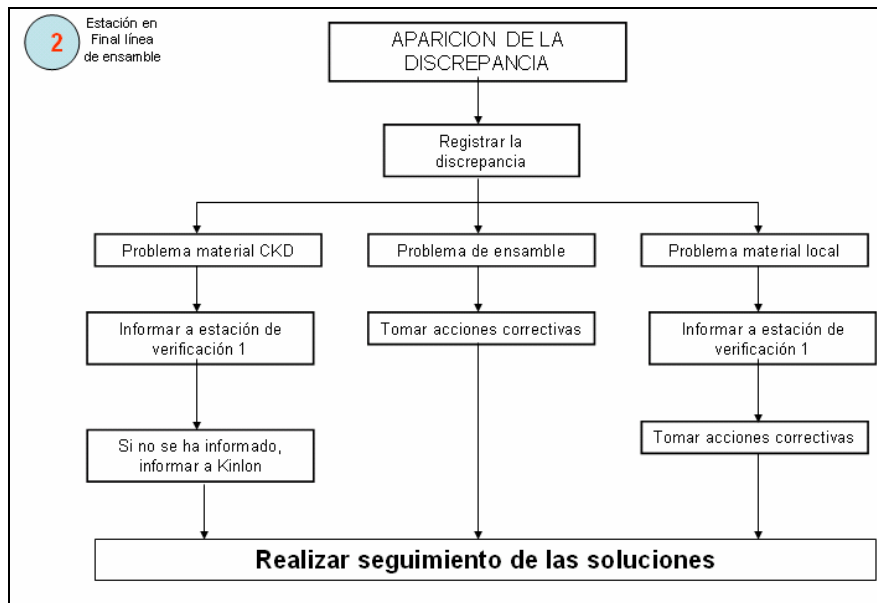 2
Estación en
Final línea
de ensamble
APARICION DE LA
DISCREPANCIA
Registrar la
discrepancia
Problema material CKD
Problema de ensamble
Problema material local
Informar a estación de
verificación 1
Tomar acciones correctivas
Informar a estación de
verificación 1
Si no se ha informado,
informar a Kinlon
Tomar acciones correctivas
Realizar seguimiento de las soluciones